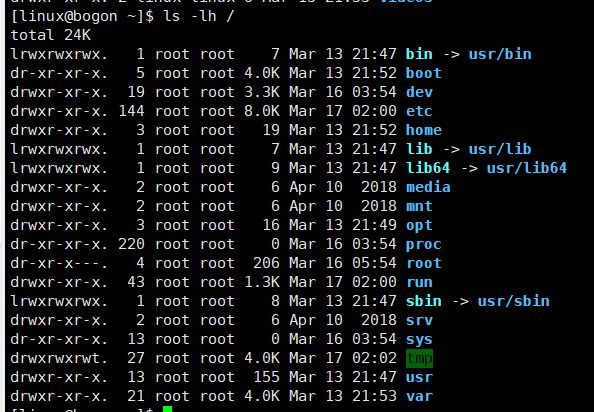 [linux@bogon ~]$ ls -lh /
total 24K
lrwxrwxrwx.   1 root root    7 Mar 13 21:47 bin -> usr/bin
dr-xr-xr-x.   5 root root 4.0K Mar 13 21:52 boot
drwxr-xr-x.  19 root root 3.3K Mar 16 03:54 dev
drwxr-xr-x. 144 root root 8.0K Mar 17 02:00 etc
drwxr-xr-x.   3 root root   19 Mar 13 21:52 home
lrwxrwxrwx.   1 root root    7 Mar 13 21:47 lib -> usr/lib
lrwxrwxrwx.   1 root root    9 Mar 13 21:47 lib64 -> usr/lib64
drwxr-xr-x.   2 root root    6 Apr 10  2018 media
drwxr-xr-x.   2 root root    6 Apr 10  2018 mnt
drwxr-xr-x.   3 root root   16 Mar 13 21:49 opt
dr-xr-xr-x. 220 root root    0 Mar 16 03:54 proc
dr-xr-x---.   4 root root  206 Mar 16 05:54 root
drwxr-xr-x.  43 root root 1.3K Mar 17 02:00 run
lrwxrwxrwx.   1 root root    8 Mar 13 21:47 sbin -> usr/sbin
drwxr-xr-x.   2 root root    6 Apr 10  2018 srv
dr-xr-xr-x.  13 root root    0 Mar 16 03:54 sys
drwxrwxrwt.  27 root root 4.0K Mar 17 02:02 tmp
drwxr-xr-x.  13 root root  155 Mar 13 21:47 usr
drwxr-xr-x.  21 root root 4.0K Mar 13 21:53 var
[linux@bogon ~]$